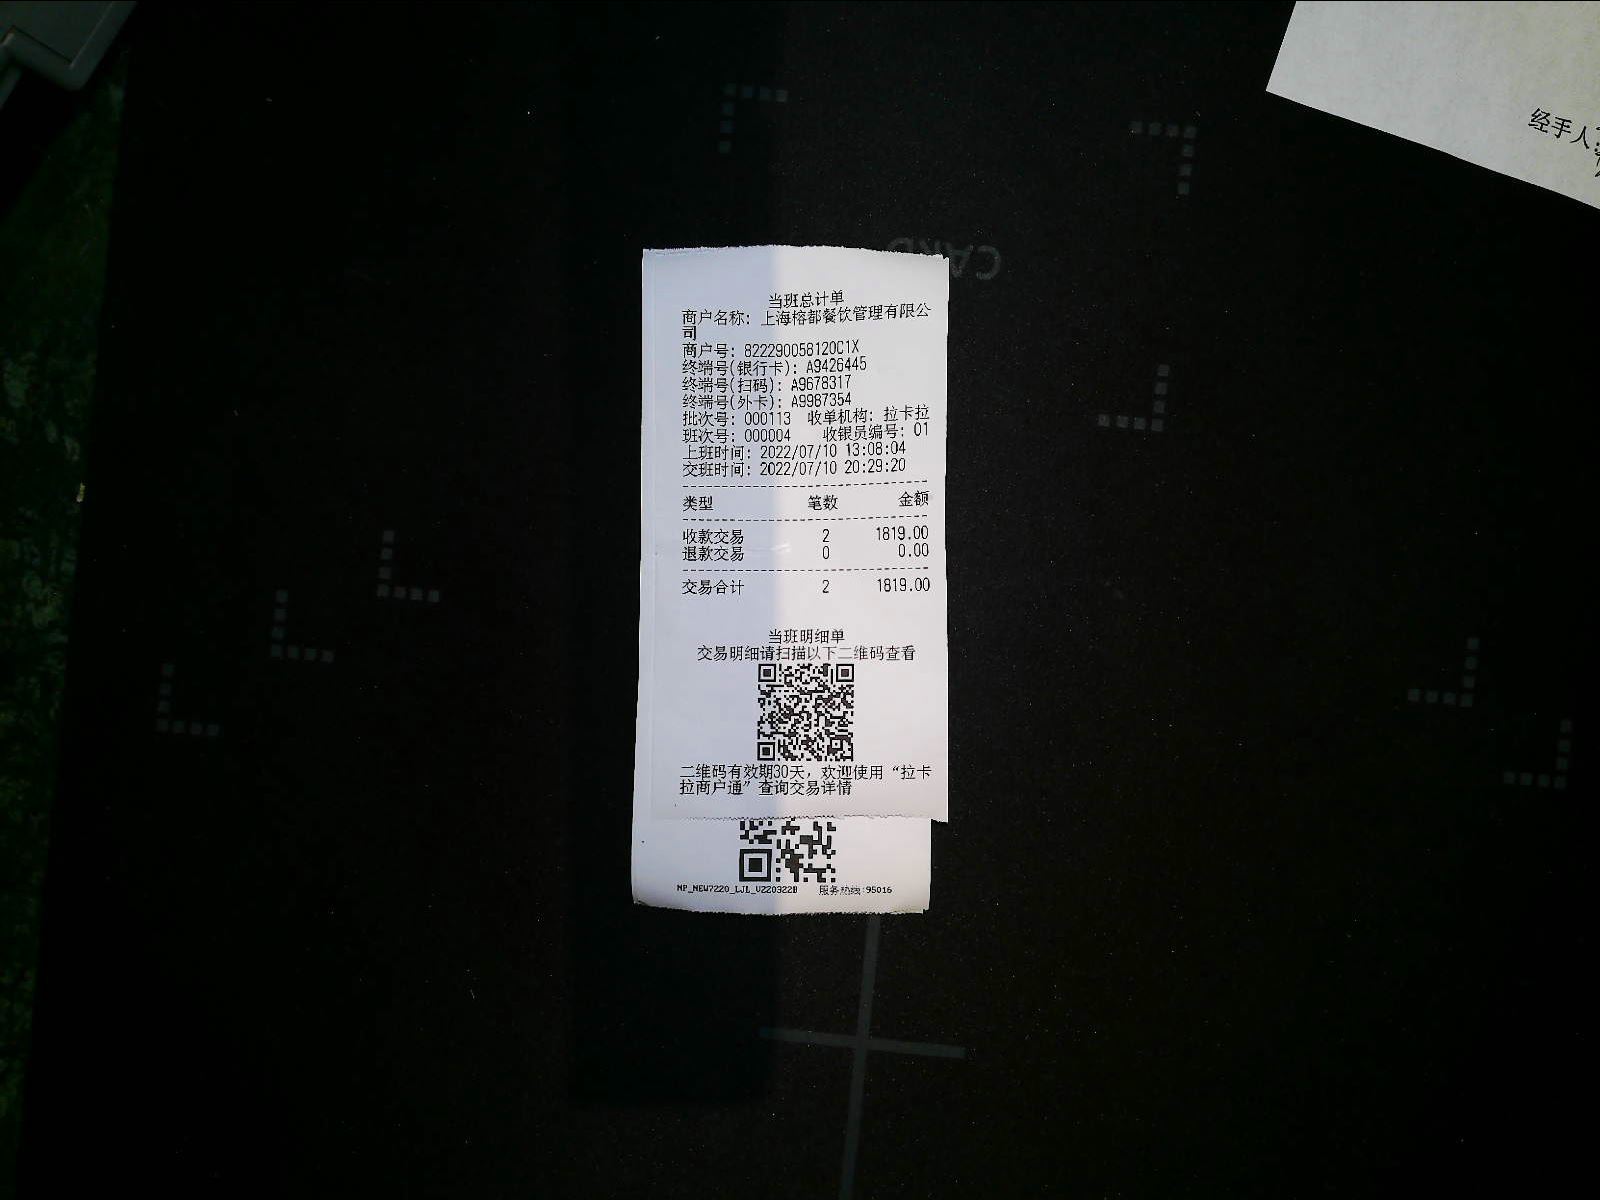 经手人:
CARD
当班总计单
商户名称: 上海榕都餐饮管理有限公
司
商户号: 82229005812001X
终端号(银行卡): A9426445
终端号(扫码): A9678317
终端号(外卡): A9987354
批次号: 000113 收单机构: 拉卡拉
班次号: 000004 收银员编号: 01
上班时间: 2022/07/10 13:08:04
交班时间: 2022/07/10 20:29:20
类型 笔数 金额
收款交易 2 1819.00
退款交易 0 0.00
交易合计 2 1819.00
当班明细单
交易明细请扫描以下二维码查看
二维码有效期30天，欢迎使用“拉卡
拉商户通”查询交易详情
NP_NEW7220_LJL_V220322B 服务热线:95016